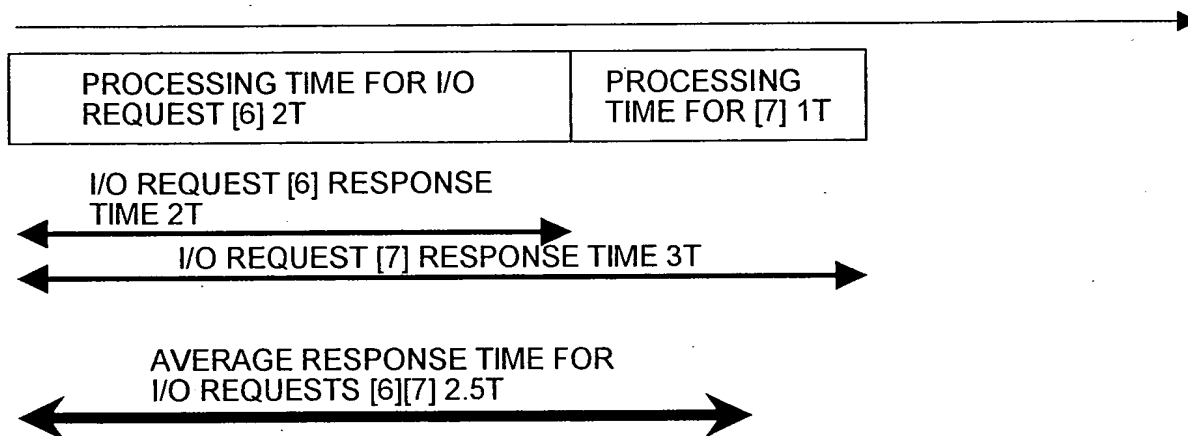 PROCESSING TIME FOR I/O
REQUEST [6] 2T
PROCESSING
TIME FOR [7] 1T
I/O REQUEST [6] RESPONSE
TIME 2T
I/O REQUEST [7] RESPONSE TIME 3T
AVERAGE RESPONSE TIME FOR
I/O REQUESTS [6][7] 2.5T